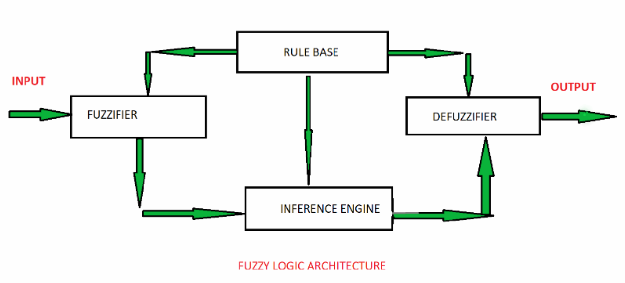 RULE BASE
INPUT
OUTPUT
FUZZIFIER
DEFUZZIFIER
INFERENCE ENGINE
FUZZY LOGIC ARCHITECTURE